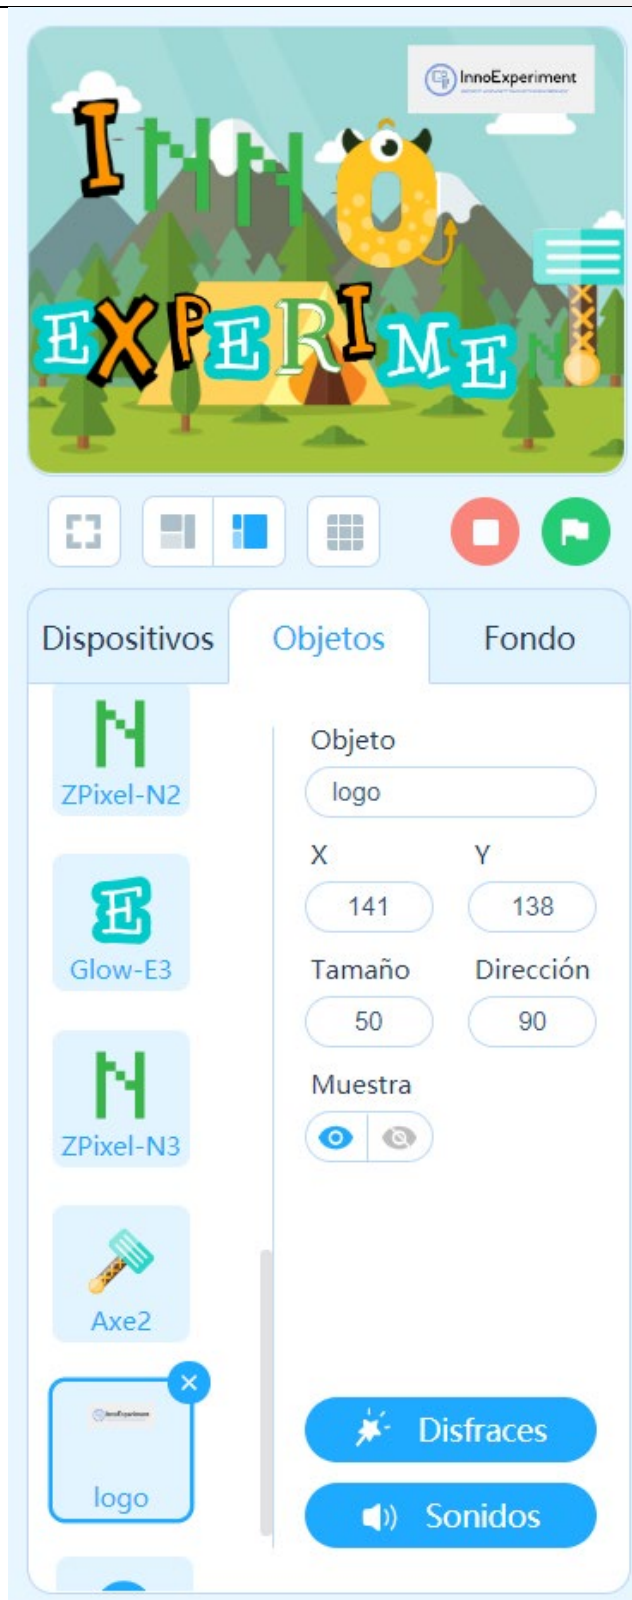 InnoExperiment
INNO
EXPERIMEN
Dispositivos
Objetos
Fondo
ZPixel-N2
Glow-E3
ZPixel-N3
Axe2
logo
Objeto
logo
X Y
141 138
Tamaño Dirección
50 90
Muestra
Disfraces
Sonidos